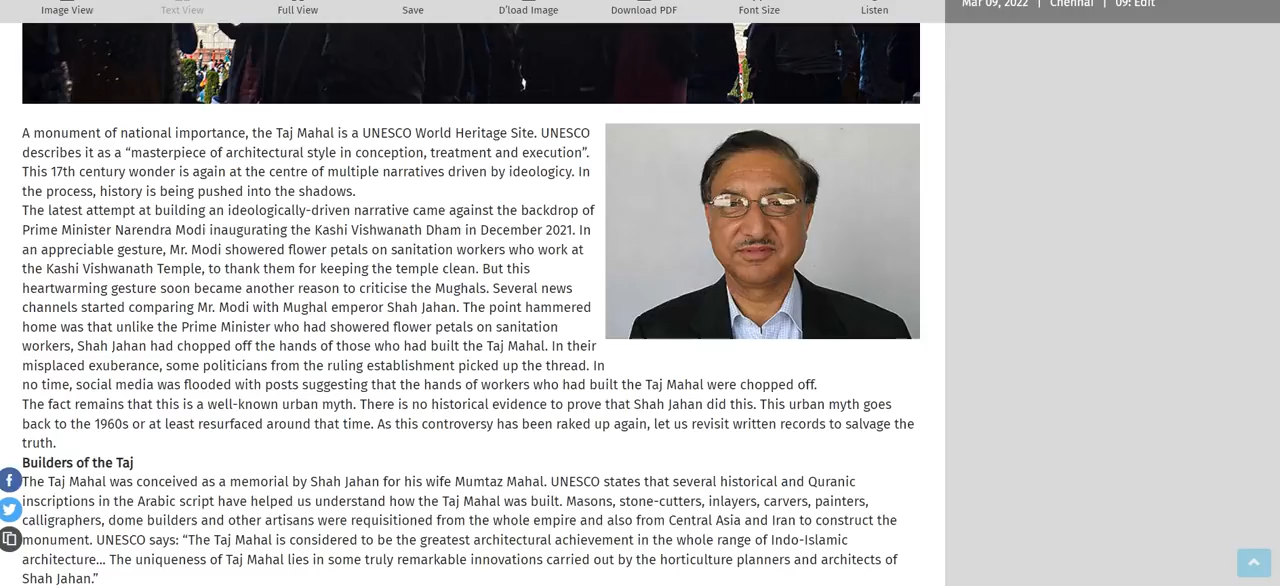 Image View
Text View
Full View
Save
D'load Image
Download PDF
Font Size
Listen
Mar 09, 2022 | Chennai | 09: Edit
A monument of national importance, the Taj Mahal is a UNESCO World Heritage Site. UNESCO
describes it as a “masterpiece of architectural style in conception, treatment and execution”.
This 17th century wonder is again at the centre of multiple narratives driven by ideology. In
the process, history is being pushed into the shadows.
The latest attempt at building an ideologically-driven narrative came against the backdrop of
Prime Minister Narendra Modi inaugurating the Kashi Vishwanath Dham in December 2021. In
an appreciable gesture, Mr. Modi showered flower petals on sanitation workers who work at
the Kashi Vishwanath Temple, to thank them for keeping the temple clean. But this
heartwarming gesture soon became another reason to criticise the Mughals. Several news
channels started comparing Mr. Modi with Mughal emperor Shah Jahan. The point hammered
home was that unlike the Prime Minister who had showered flower petals on sanitation
workers, Shah Jahan had chopped off the hands of those who had built the Taj Mahal. In their
misplaced exuberance, some politicians from the ruling establishment picked up the thread. In
no time, social media was flooded with posts suggesting that the hands of workers who had built the Taj Mahal were chopped off.
The fact remains that this is a well-known urban myth. There is no historical evidence to prove that Shah Jahan did this. This urban myth goes
back to the 1960s or at least resurfaced around that time. As this controversy has been raked up again, let us revisit written records to salvage the
truth.
Builders of the Taj
The Taj Mahal was conceived as a memorial by Shah Jahan for his wife Mumtaz Mahal. UNESCO states that several historical and Quranic
inscriptions in the Arabic script have helped us understand how the Taj Mahal was built. Masons, stone-cutters, inlayers, carvers, painters,
calligraphers, dome builders and other artisans were requisitioned from the whole empire and also from Central Asia and Iran to construct the
monument. UNESCO says: “The Taj Mahal is considered to be the greatest architectural achievement in the whole range of Indo-Islamic
architecture... The uniqueness of Taj Mahal lies in some truly remarkable innovations carried out by the horticulture planners and architects of
Shah Jahan.”